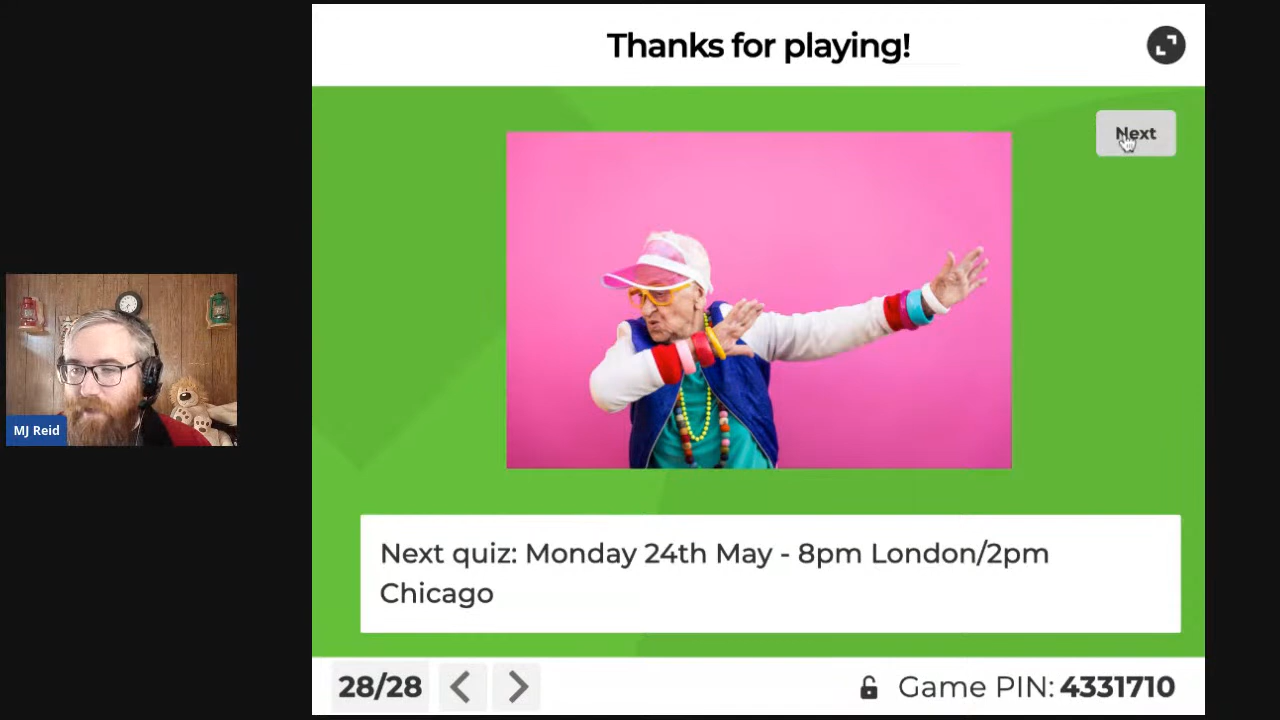 Thanks for playing!
Next
MJ Reid
Next quiz: Monday 24th May - 8pm London/2pm
Chicago
28/28
Game PIN: 4331710